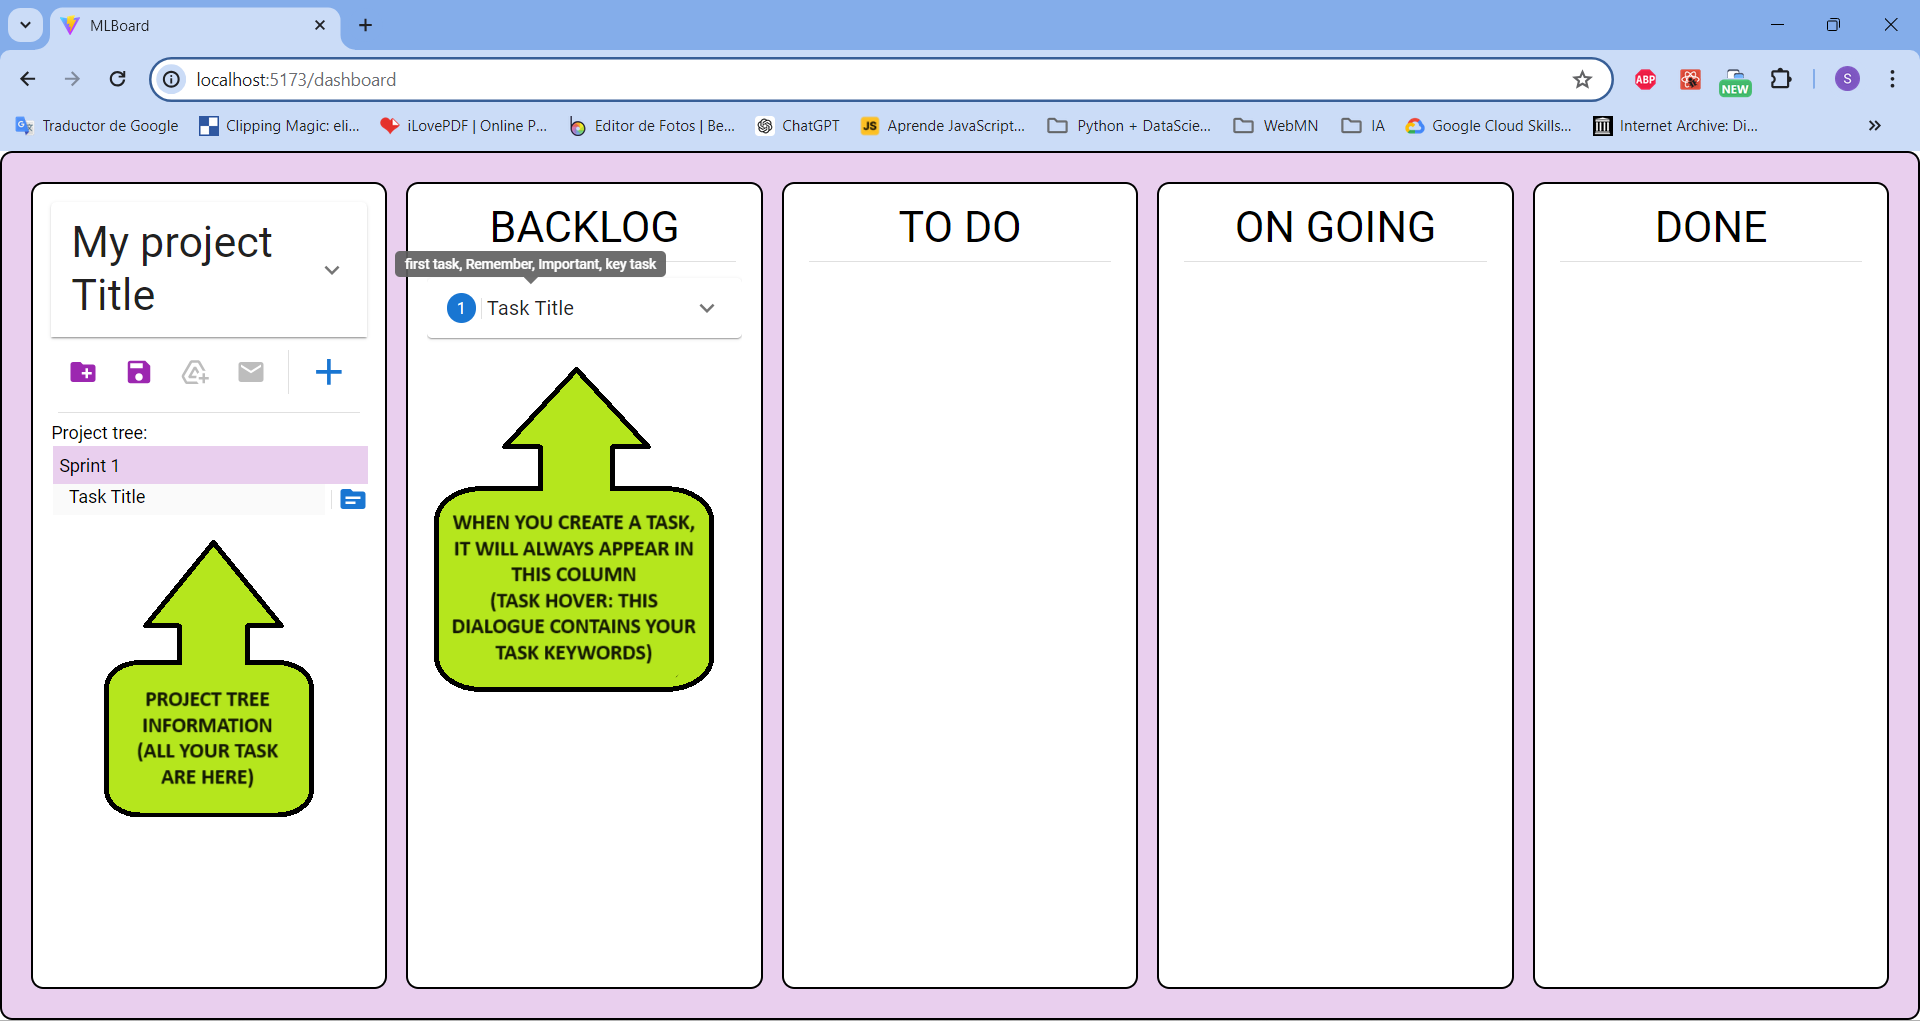 MLBoard
localhost:5173/dashboard
ABP
NEW
S
Traductor de Google
Clipping Magic: eli...
iLovePDF | Online P...
Editor de Fotos | Be...
ChatGPT
JS
Aprende JavaScript...
Python + DataScie...
WebMN
IA
Google Cloud Skills...
Internet Archive: Di...
My project
Title
Project tree:
Sprint 1
Task Title
PROJECT TREE
INFORMATION
(ALL YOUR TASK
ARE HERE)
BACKLOG
first task, Remember, Important, key task
1 Task Title
WHEN YOU CREATE A TASK,
IT WILL ALWAYS APPEAR IN
THIS COLUMN
(TASK HOVER: THIS
DIALOGUE CONTAINS YOUR
TASK KEYWORDS)
TO DO
ON GOING
DONE